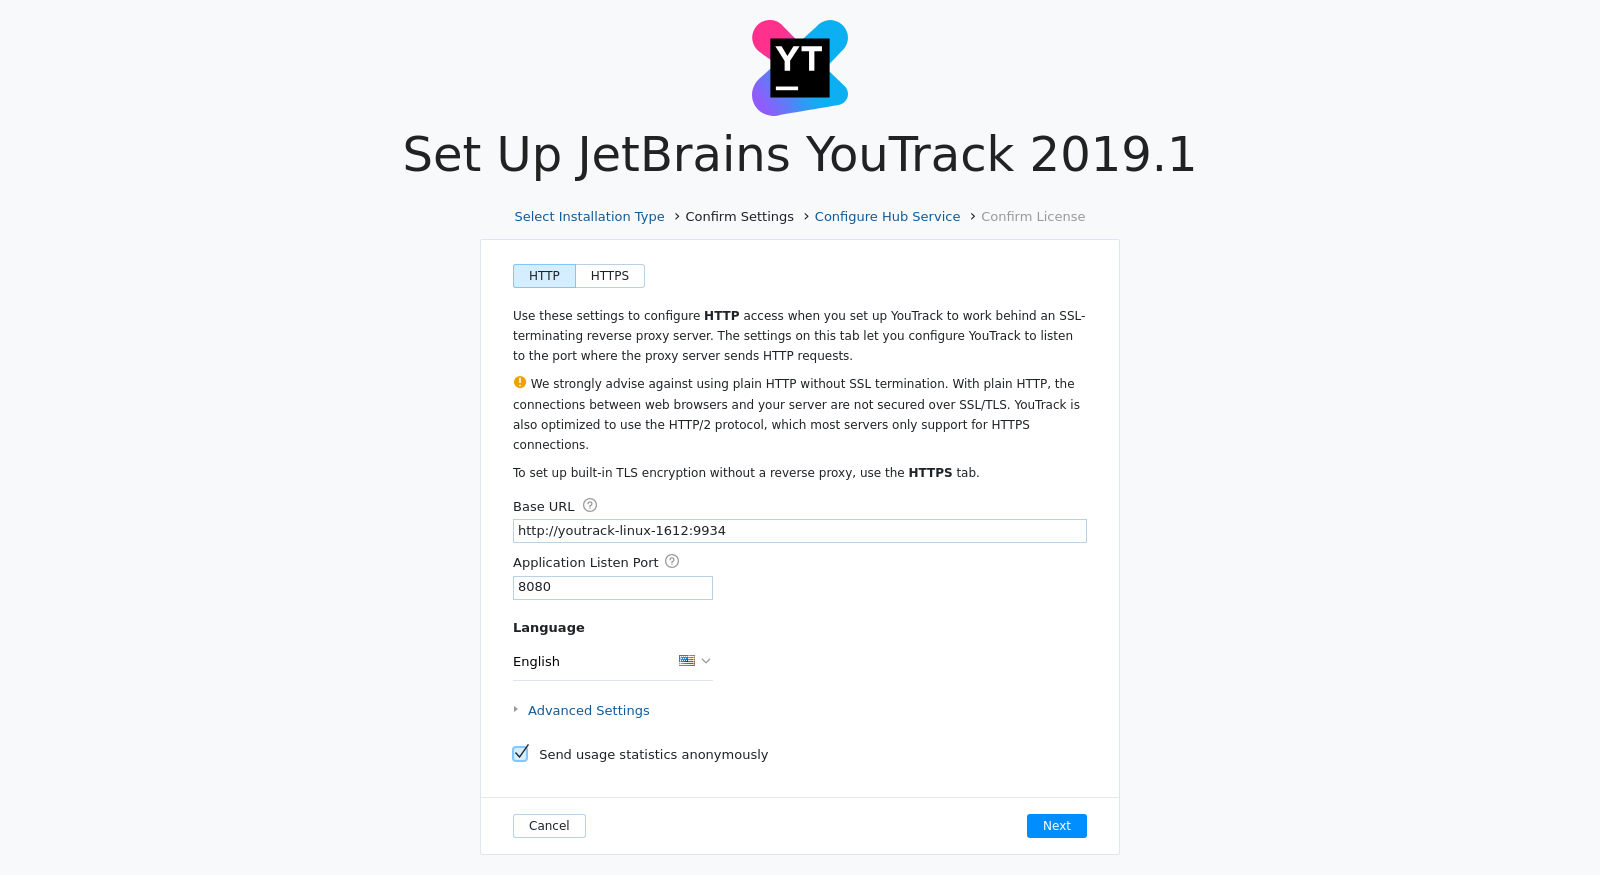 YT
Set Up JetBrains YouTrack 2019.1
Select Installation Type › Confirm Settings › Configure Hub Service › Confirm License
HTTP HTTPS
Use these settings to configure HTTP access when you set up YouTrack to work behind an SSL-
terminating reverse proxy server. The settings on this tab let you configure YouTrack to listen
to the port where the proxy server sends HTTP requests.
We strongly advise against using plain HTTP without SSL termination. With plain HTTP, the
connections between web browsers and your server are not secured over SSL/TLS. YouTrack is
also optimized to use the HTTP/2 protocol, which most servers only support for HTTPS
connections.
To set up built-in TLS encryption without a reverse proxy, use the HTTPS tab.
Base URL ?
http://youtrack-linux-1612:9934
Application Listen Port ?
8080
Language
English
Advanced Settings
Send usage statistics anonymously
Cancel Next